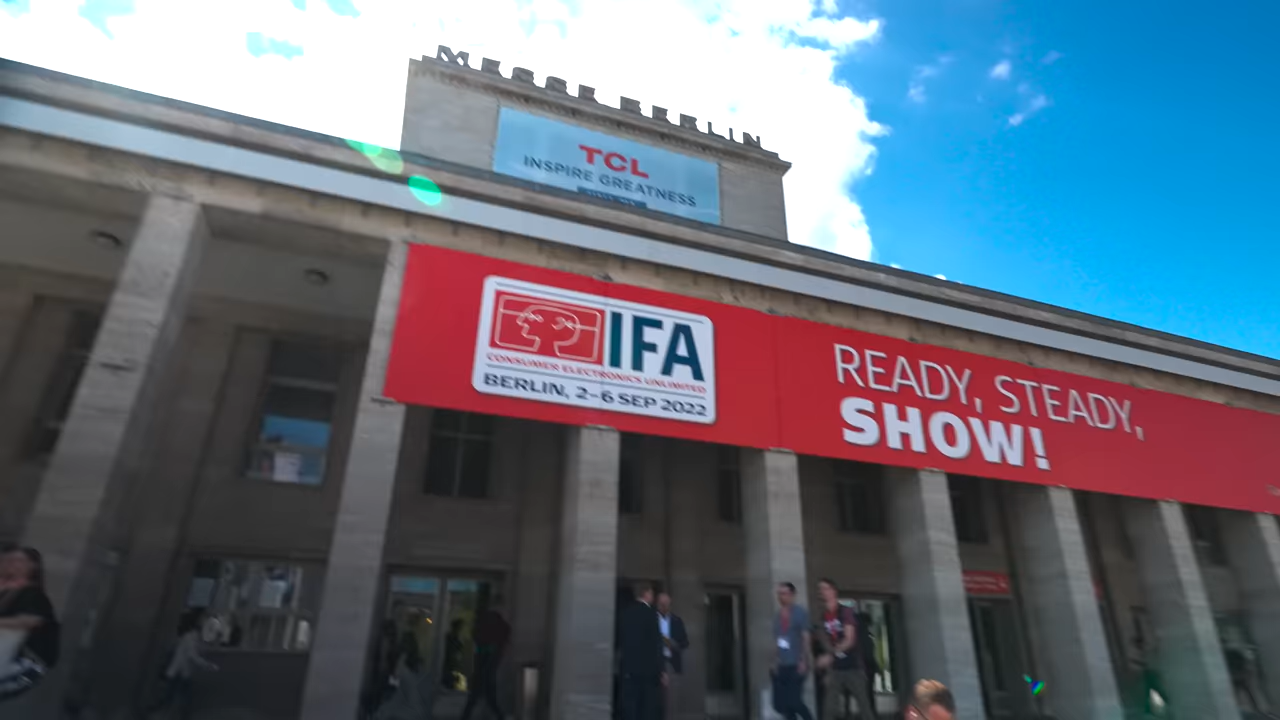 MESSE BERLIN
TCL
INSPIRE GREATNESS
IFA
CONSUMER ELECTRONICS UNLIMITED
BERLIN, 2–6 SEP 2022
READY, STEADY,
SHOW!